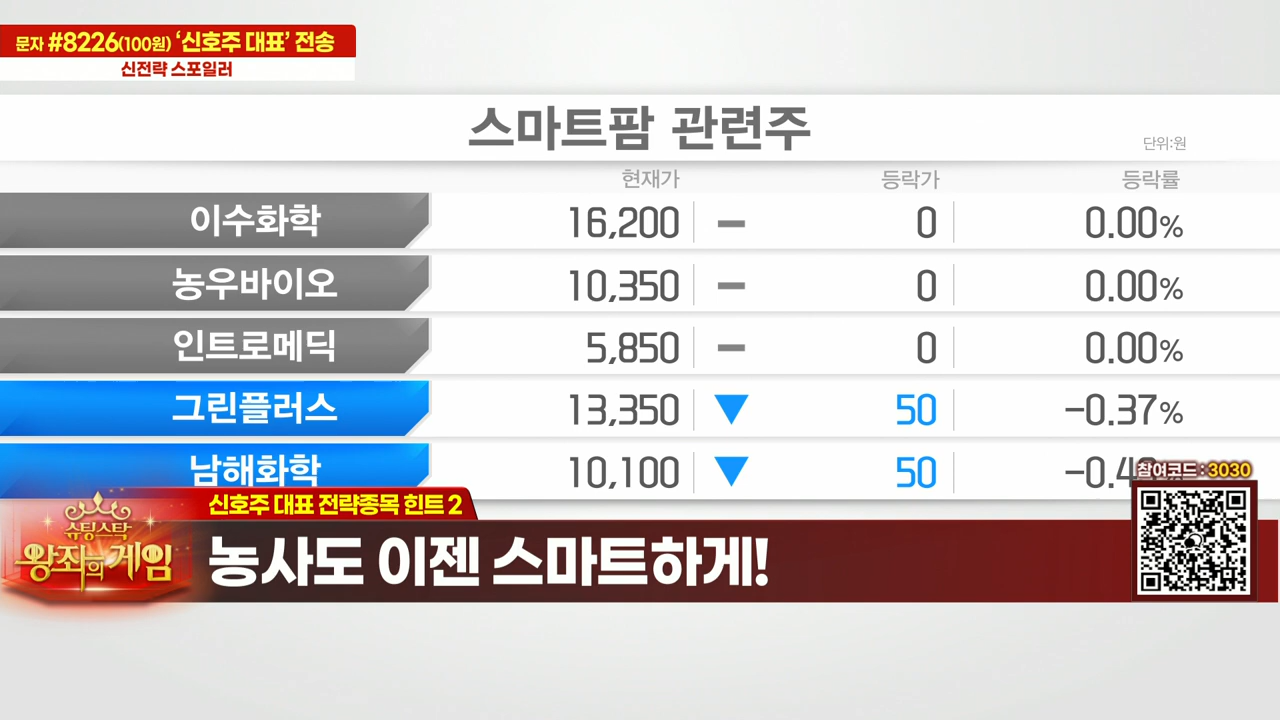 문자 #8226(100원) ‘신호주 대표’ 전송
신전략 스포일러
스마트팜 관련주
단위:원
현재가 등락가 등락률
이수화학 16,200 0 0.00%
농우바이오 10,350 0 0.00%
인트로메딕 5,850 0 0.00%
그린플러스 13,350 ▼ 50 -0.37%
남해화학 10,100 ▼ 50
참여코드:3030
신호주 대표 전략종목 힌트 2
슈팅스탁
왕좌의 게임
농사도 이젠 스마트하게!